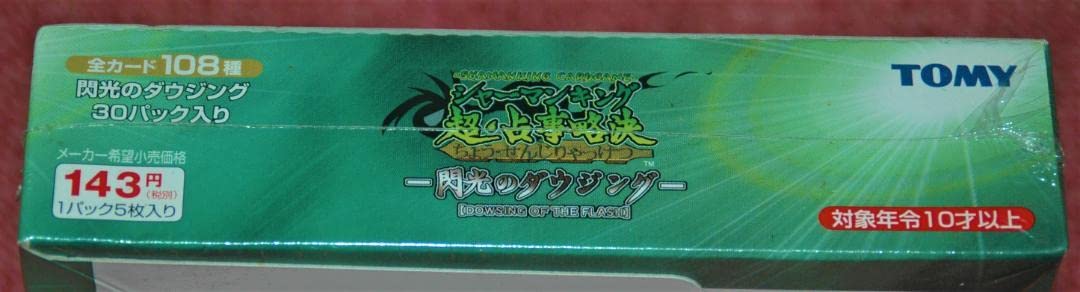 全カード108種
閃光のダウジング
30パック入り
メーカー希望小売価格
143円
(税別)
1パック5枚入り
SHAMANKING CARDGAME
シャーマンキング
超・占事略決
ちょう・せんじりゃっけつ
TM
閃光のダウジング
[DOWSING OF THE FLASH]
TOMY
対象年令10才以上